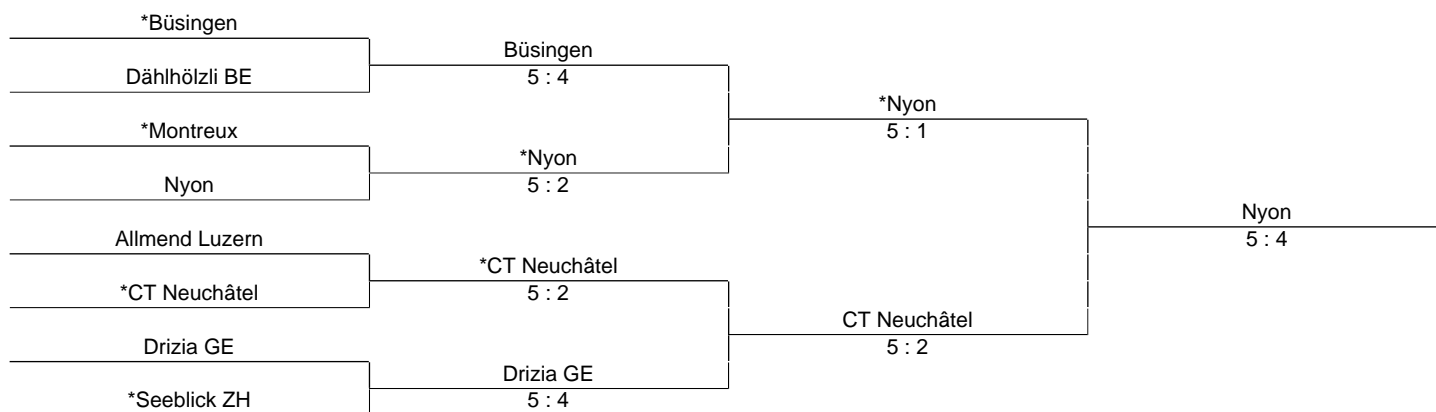 *Büsingen
Büsingen
Dählhölzli BE
5 : 4
*Nyon
*Montreux
5 : 1
*Nyon
Nyon
5 : 2
Nyon
Allmend Luzern
5 : 4
*CT Neuchâtel
*CT Neuchâtel
5 : 2
CT Neuchâtel
Drizia GE
5 : 2
Drizia GE
*Seeblick ZH
5 : 4